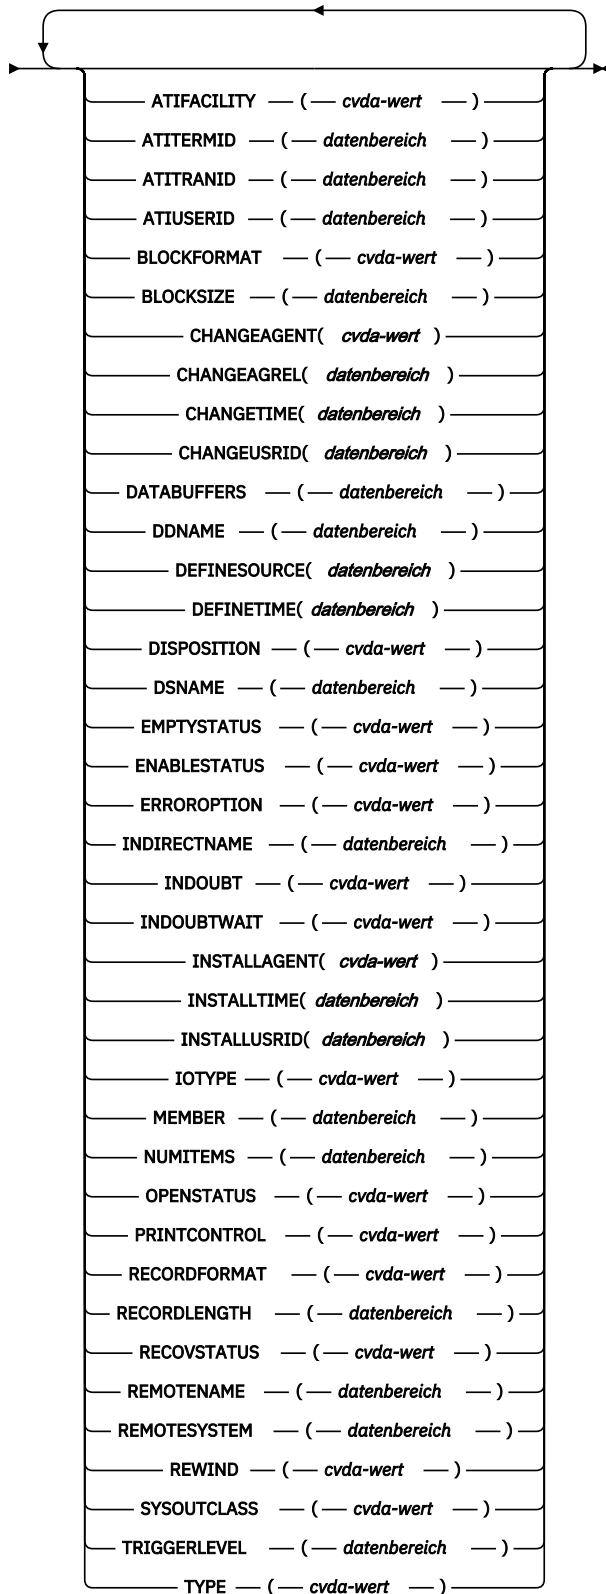 ATIFACILITY ( cvda-wert )
ATITERMID ( datenbereich )
ATITRANID ( datenbereich )
ATIUSERID ( datenbereich )
BLOCKFORMAT ( cvda-wert )
BLOCKSIZE ( datenbereich )
CHANGEAGENT( cvda-wert )
CHANGEAGREL( datenbereich )
CHANGETIME( datenbereich )
CHANGEUSRID( datenbereich )
DATABUFFERS ( datenbereich )
DDNAME ( datenbereich )
DEFINESOURCE( datenbereich )
DEFINETIME( datenbereich )
DISPOSITION ( cvda-wert )
DSNAME ( datenbereich )
EMPTYSTATUS ( cvda-wert )
ENABLESTATUS ( cvda-wert )
ERROROPTION ( cvda-wert )
INDIRECTNAME ( datenbereich )
INDOUBT ( cvda-wert )
INDOUBTWAIT ( cvda-wert )
INSTALLAGENT( cvda-wert )
INSTALLTIME( datenbereich )
INSTALLUSRID( datenbereich )
IOTYPE ( cvda-wert )
MEMBER ( datenbereich )
NUMITEMS ( datenbereich )
OPENSTATUS ( cvda-wert )
PRINTCONTROL ( cvda-wert )
RECORDFORMAT ( cvda-wert )
RECORDLENGTH ( datenbereich )
RECOVSTATUS ( cvda-wert )
REMOTENAME ( datenbereich )
REMOTESYSTEM ( datenbereich )
REWIND ( cvda-wert )
SYSOUTCLASS ( cvda-wert )
TRIGGERLEVEL ( datenbereich )
TYPE ( cvda-wert )